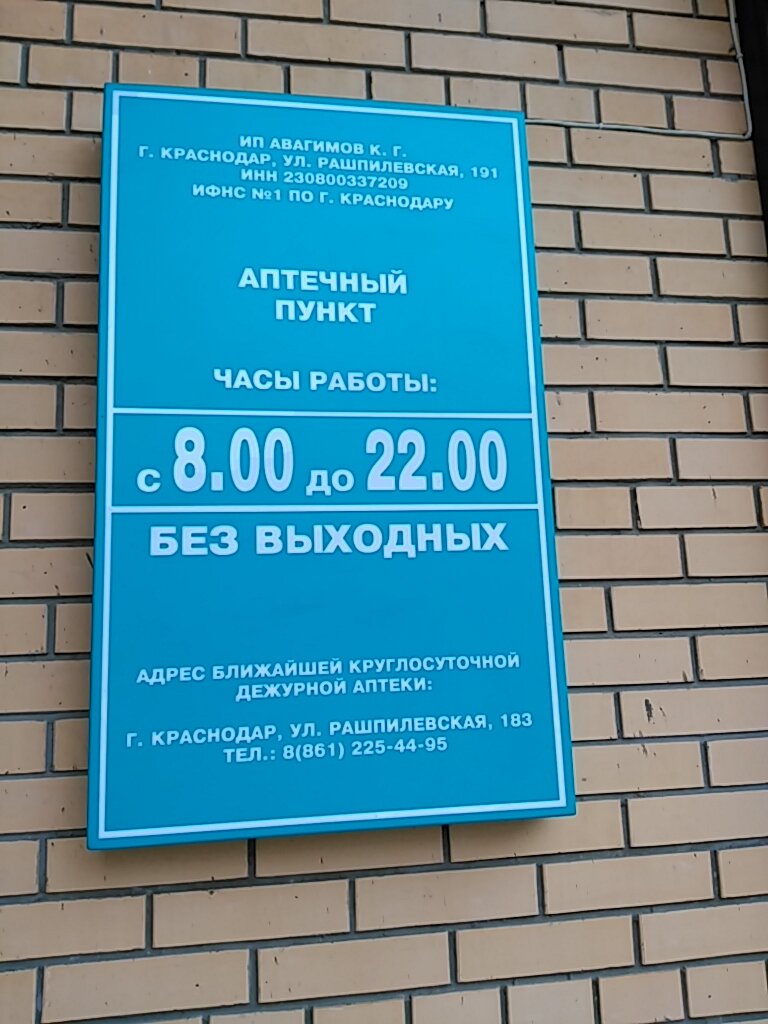 ИП АВАГИМОВ К. Г.
Г. КРАСНОДАР, УЛ. РАШПИЛЕВСКАЯ, 191
ИНН 230800337209
ИФНС №1 ПО Г. КРАСНОДАРУ
АПТЕЧНЫЙ
ПУНКТ
ЧАСЫ РАБОТЫ:
С 8.00 ДО 22.00
БЕЗ ВЫХОДНЫХ
АДРЕС БЛИЖАЙШЕЙ КРУГЛОСУТОЧНОЙ
ДЕЖУРНОЙ АПТЕКИ:
Г. КРАСНОДАР, УЛ. РАШПИЛЕВСКАЯ, 183
ТЕЛ.: 8(861) 225-44-95